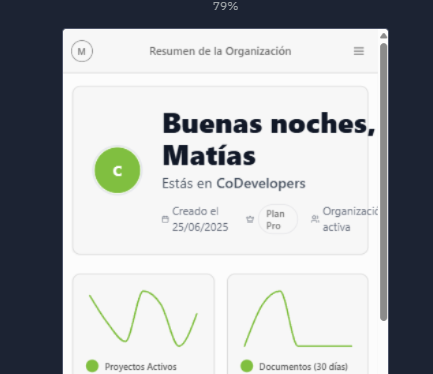 79%
M
Resumen de la Organización
Buenas noches,
Matías
C
Estás en CoDevelopers
Creado el
25/06/2025
Plan
Pro
Organizació
activa
Proyectos Activos
Documentos (30 días)